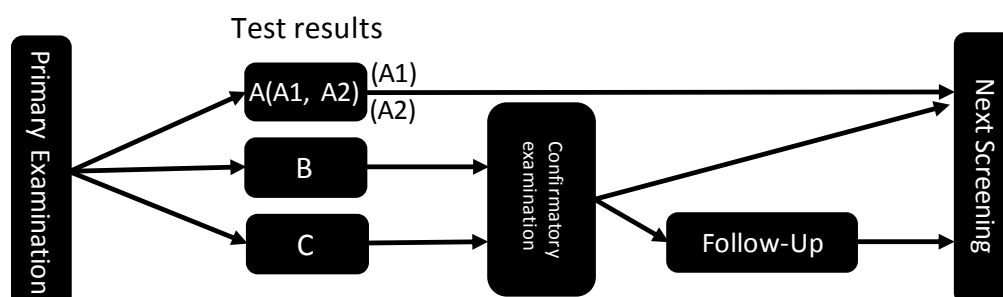 Test results
Primary Examination
A(A1, A2)
(A1)
(A2)
B
C
Confirmatory
examination
Follow-Up
Next Screening